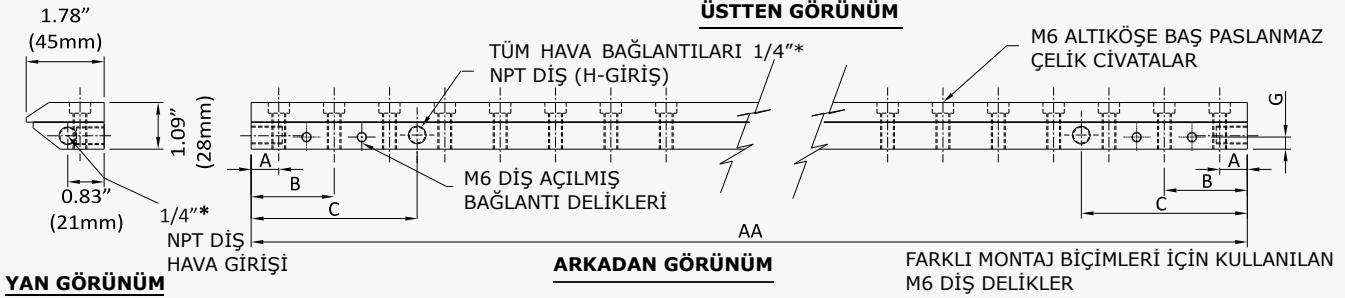 ÜSTTEN GÖRÜNÜM
1.78”
(45mm)
TÜM HAVA BAĞLANTILARI 1/4”*
NPT DİŞ (H-GİRİŞ)
M6 ALTIKÖŞE BAŞ PASLANMAZ
ÇELİK CİVATALAR
1.09”
(28mm)
G
A
B
C
A
B
C
M6 DİŞ AÇILMIŞ
BAĞLANTI DELİKLERİ
0.83”
(21mm)
1/4”*
NPT DİŞ
HAVA GİRİŞİ
AA
YAN GÖRÜNÜM
ARKADAN GÖRÜNÜM
FARKLI MONTAJ BİÇİMLERİ İÇİN KULLANILAN
M6 DİŞ DELİKLER